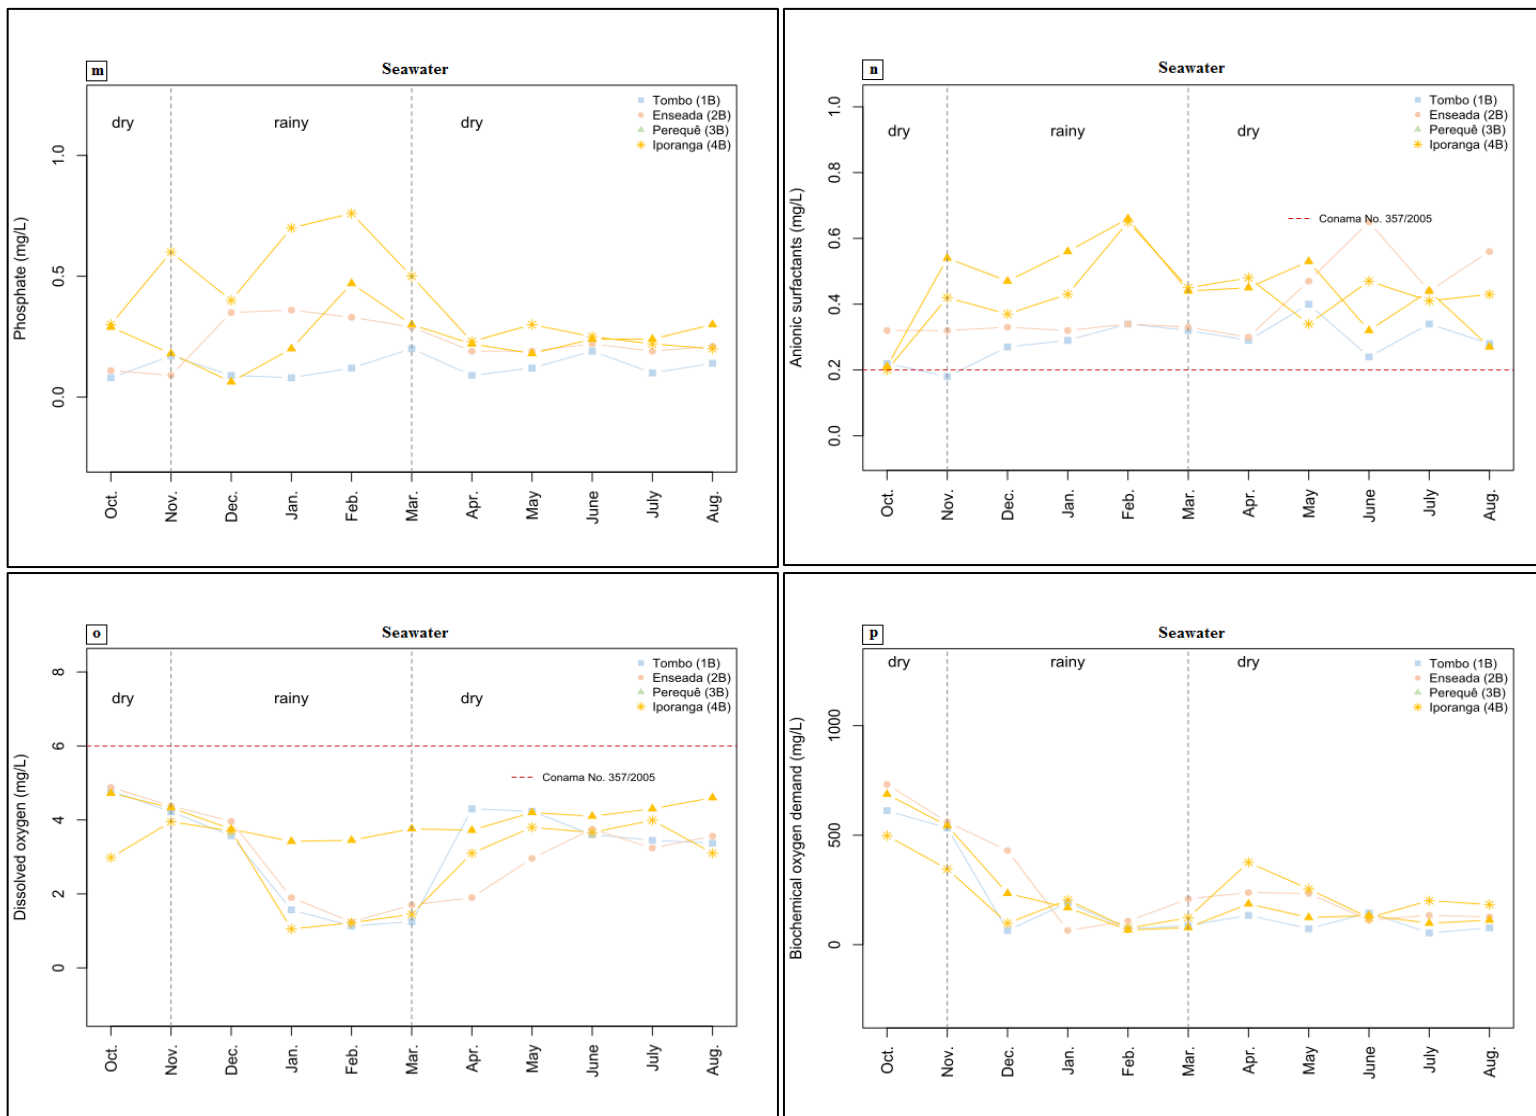 m
Seawater
dry
rainy
dry
Tombo (1B)
Enseada (2B)
Perequê (3B)
Iporanga (4B)
Phosphate (mg/L)
1.0
0.5
0.0
Oct.
Nov.
Dec.
Jan.
Feb.
Mar.
Apr.
May
June
July
Aug.
n
Seawater
dry
rainy
dry
Tombo (1B)
Enseada (2B)
Perequê (3B)
Iporanga (4B)
Conama No. 357/2005
Anionic surfactants (mg/L)
1.0
0.8
0.6
0.4
0.2
0.0
Oct.
Nov.
Dec.
Jan.
Feb.
Mar.
Apr.
May
June
July
Aug.
o
Seawater
dry
rainy
dry
Tombo (1B)
Enseada (2B)
Perequê (3B)
Iporanga (4B)
Conama No. 357/2005
Dissolved oxygen (mg/L)
8
6
4
2
0
Oct.
Nov.
Dec.
Jan.
Feb.
Mar.
Apr.
May
June
July
Aug.
p
Seawater
dry
rainy
dry
Tombo (1B)
Enseada (2B)
Perequê (3B)
Iporanga (4B)
Biochemical oxygen demand (mg/L)
1000
500
0
Oct.
Nov.
Dec.
Jan.
Feb.
Mar.
Apr.
May
June
July
Aug.